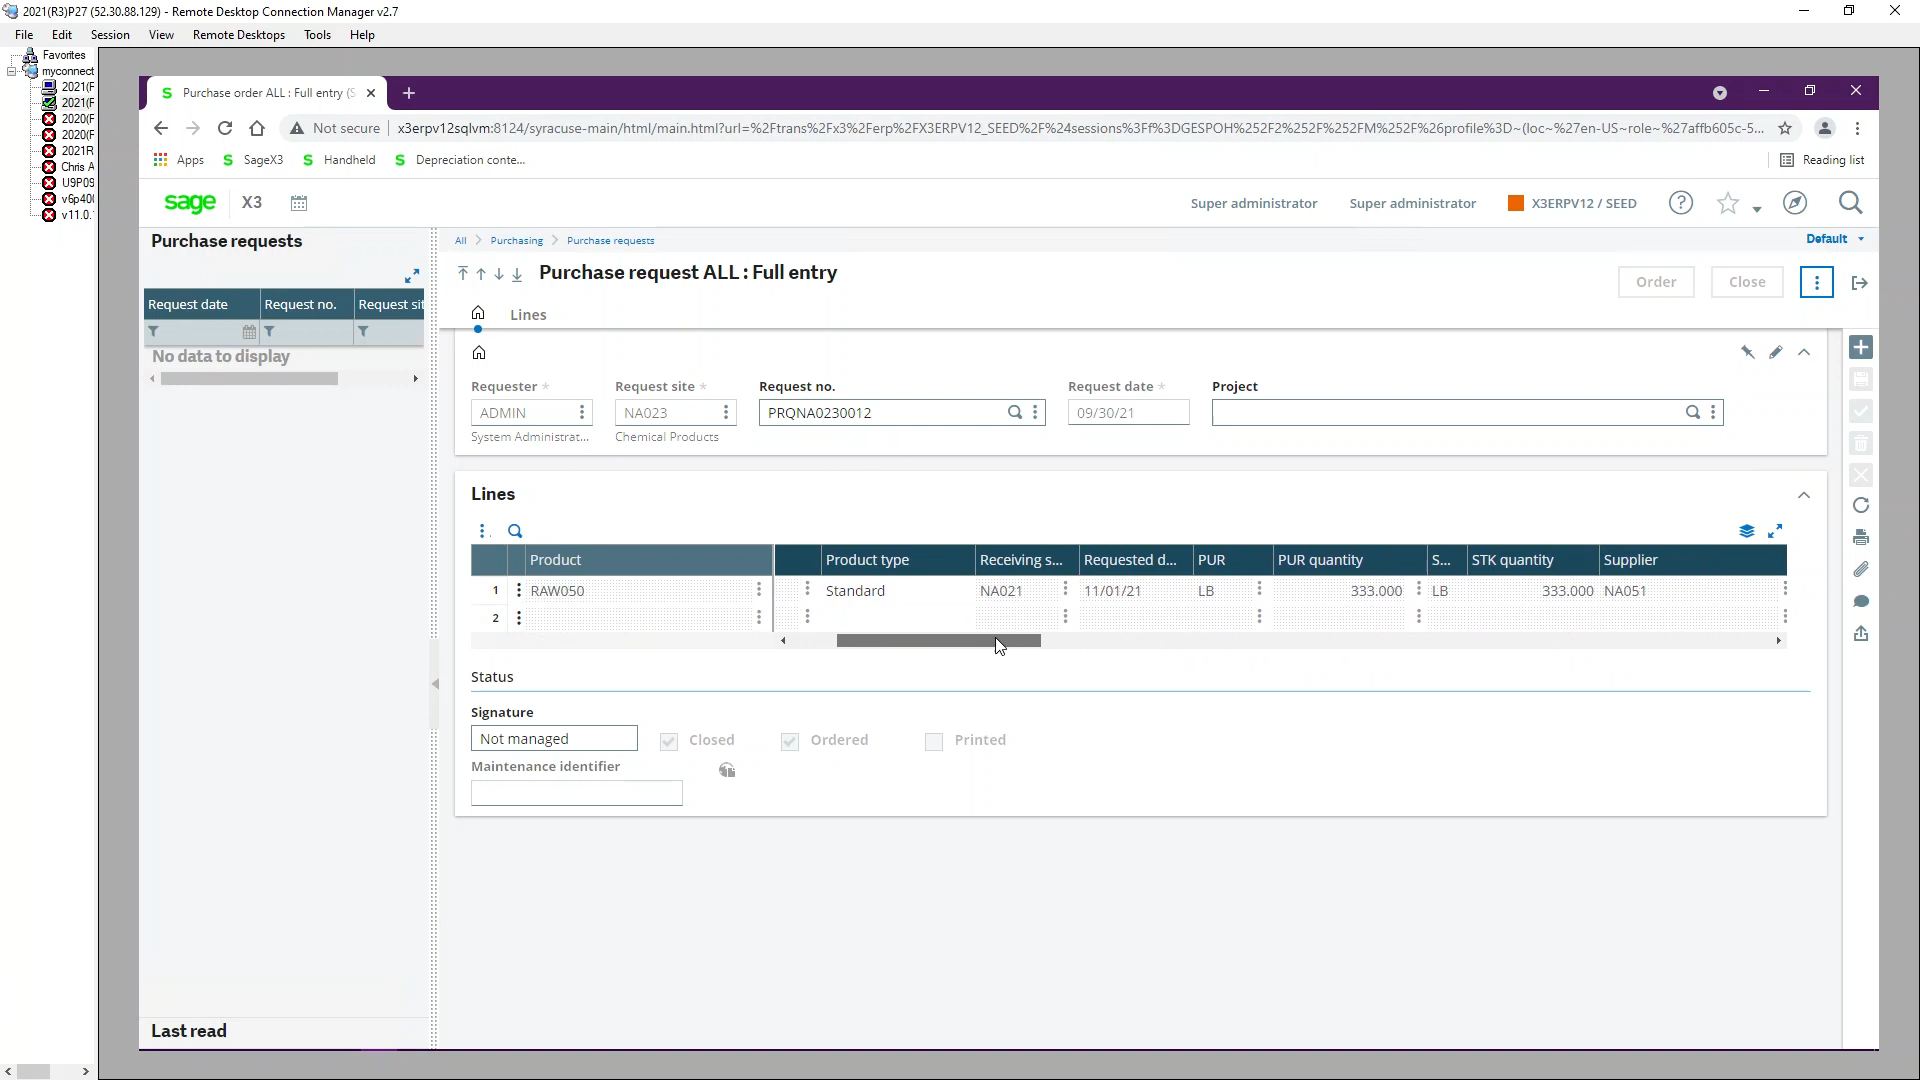 2021(R3)P27 (52.30.88.129) - Remote Desktop Connection Manager v2.7
File Edit Session View Remote Desktops Tools Help
Favorites
myconnect
2021(F
2021(F
2020(F
2020(F
2021R
Chris A
U9P09
v6p40(
v11.0.
Purchase order ALL : Full entry (S
Not secure x3erpv12sqlvm:8124/syracuse-main/html/main.html?url=%2Ftrans%2Fx3%2Ferp%2FX3ERPV12_SEED%2F%24sessions%3Ff%3DGESPOH%252F2%252F%252FM%252F%26profile%3D~(loc~%27en-US~role~%27affb605c-5...
Apps SageX3 Handheld Depreciation conte... Reading list
sage X3 Super administrator Super administrator X3ERPV12 / SEED
Purchase requests
Request date Request no. Request sit
No data to display
Last read
All Purchasing Purchase requests Default
Purchase request ALL : Full entry Order Close
Lines
Requester * Request site * Request no. Request date * Project
ADMIN NA023 PRQNA0230012 09/30/21
System Administrat... Chemical Products
Lines
Product Product type Receiving s... Requested d... PUR PUR quantity S... STK quantity Supplier
1 RAW050 Standard NA021 11/01/21 LB 333.000 LB 333.000 NA051
2
Status
Signature
Not managed Closed Ordered Printed
Maintenance identifier